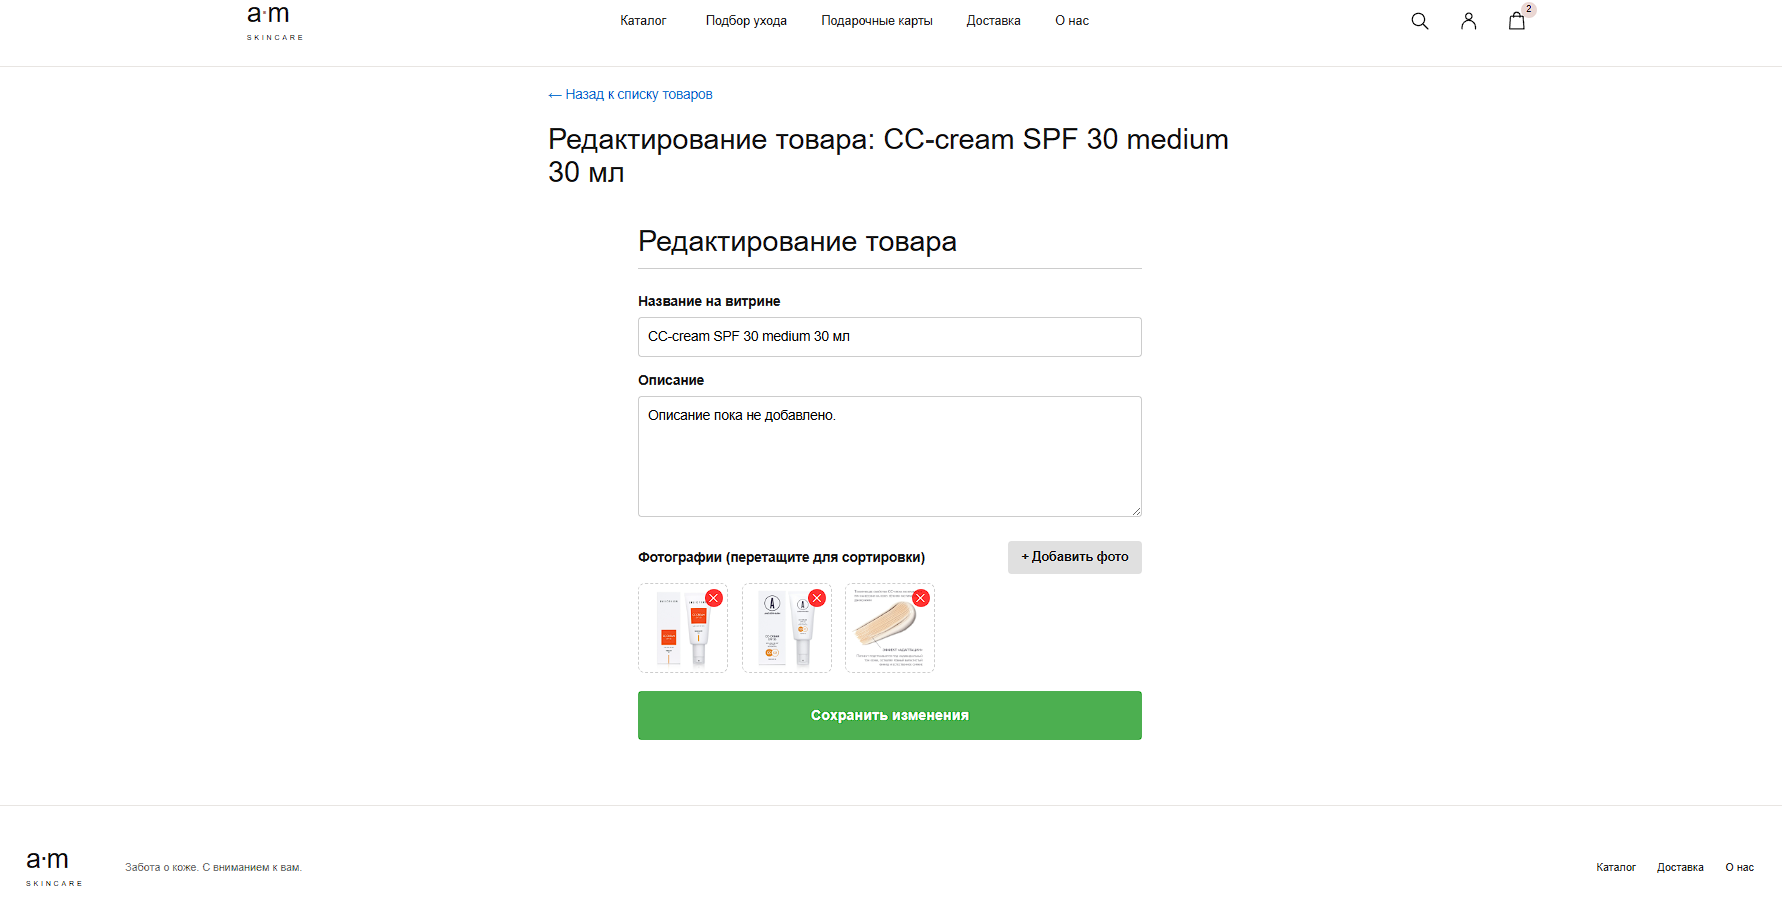 a·m
SKINCARE
Каталог
Подбор ухода
Подарочные карты
Доставка
О нас
2
← Назад к списку товаров
Редактирование товара: CC-cream SPF 30 medium
30 мл
Редактирование товара
Название на витрине
CC-cream SPF 30 medium 30 мл
Описание
Описание пока не добавлено.
Фотографии (перетащите для сортировки)
+ Добавить фото
Сохранить изменения
a·m
SKINCARE
Забота о коже. С вниманием к вам.
Каталог
Доставка
О нас